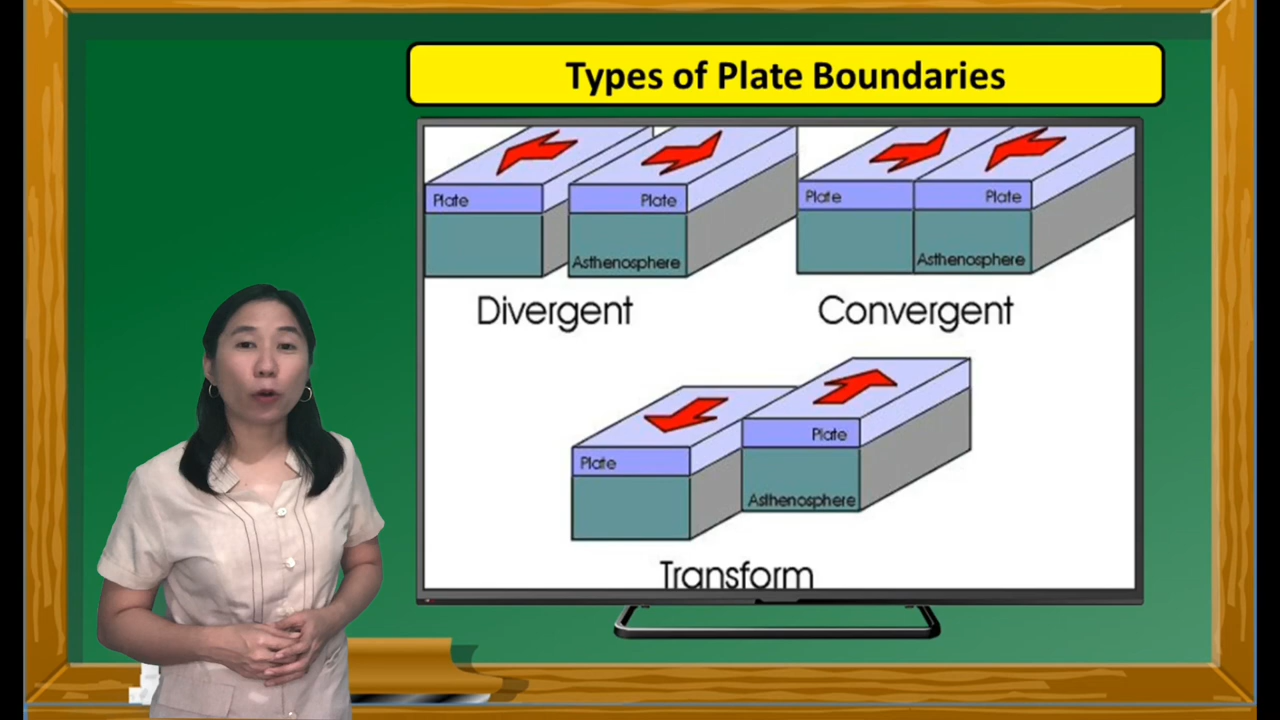 Types of Plate Boundaries
Plate
Plate
Asthenosphere
Divergent
Plate
Plate
Asthenosphere
Convergent
Plate
Plate
Asthenosphere
Transform